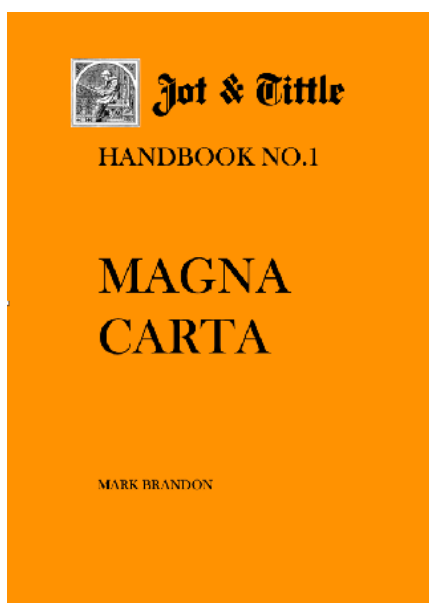 Jot & Tittle
HANDBOOK NO.1
MAGNA
CARTA
MARK BRANDON